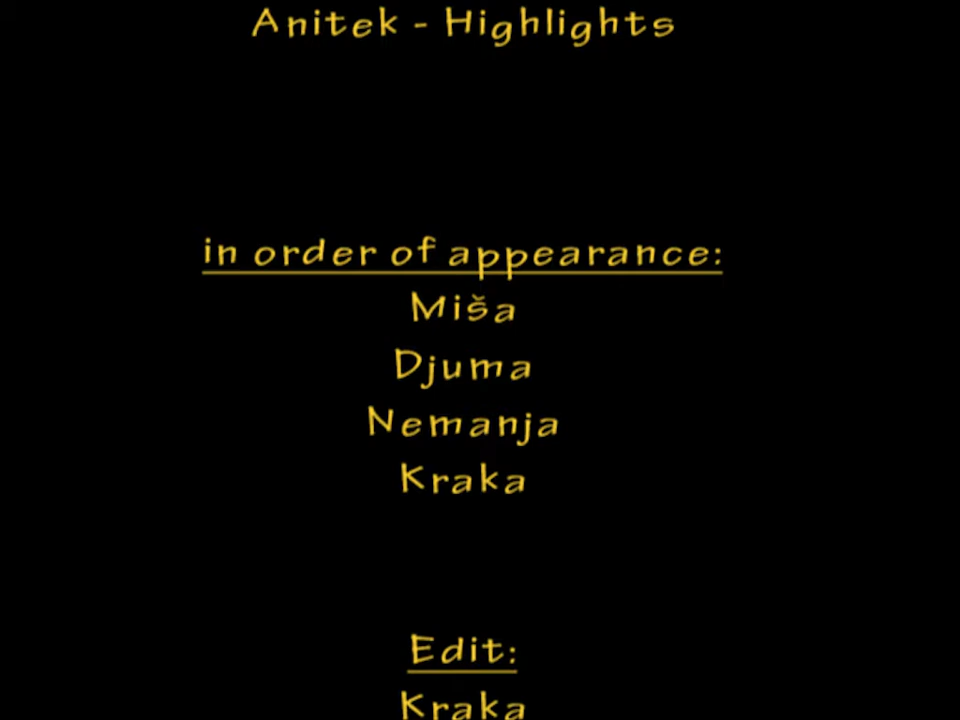 Anitek - Highlights
in order of appearance:
Miša
Djuma
Nemanja
Kraka
Edit:
Kraka